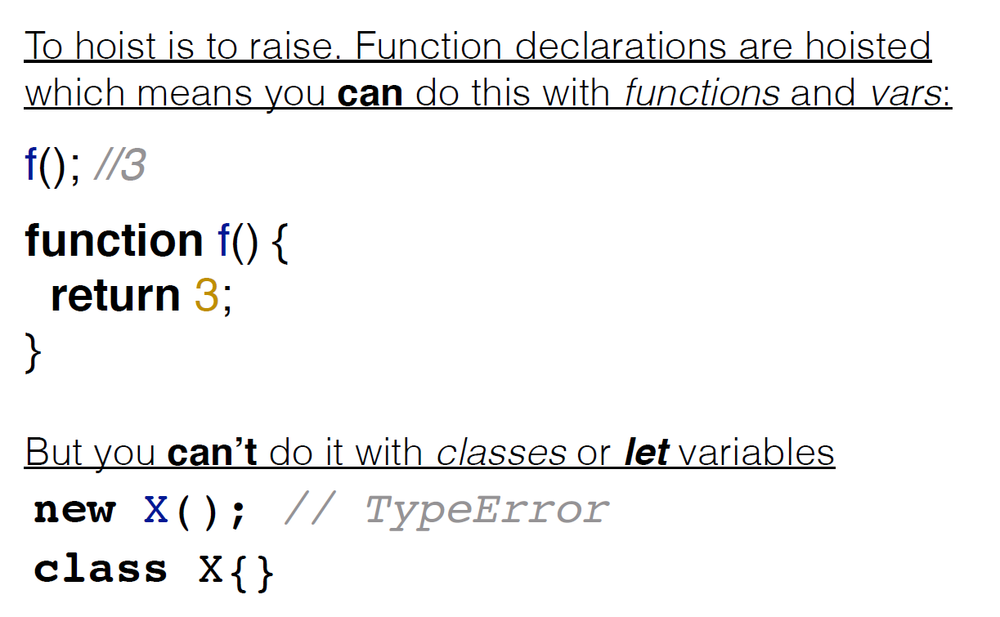 To hoist is to raise. Function declarations are hoisted
which means you can do this with functions and vars:
f(); //3
function f() {
return 3;
}
But you can’t do it with classes or let variables
new X(); // TypeError
class X{}